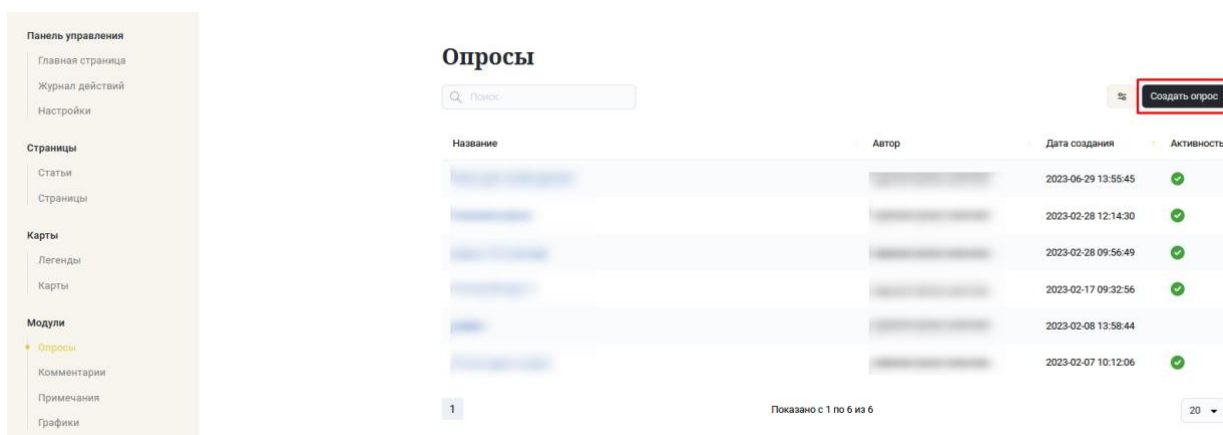 Панель управления
Главная страница
Журнал действий
Настройки
Страницы
Статьи
Страницы
Карты
Легенды
Карты
Модули
Опросы
Комментарии
Примечания
Графики
Опросы
Поиск
Создать опрос
Название Автор Дата создания Активность
2023-06-29 13:55:45
2023-02-28 12:14:30
2023-02-28 09:56:49
2023-02-17 09:32:56
2023-02-08 13:58:44
2023-02-07 10:12:06
1 Показано с 1 по 6 из 6 20